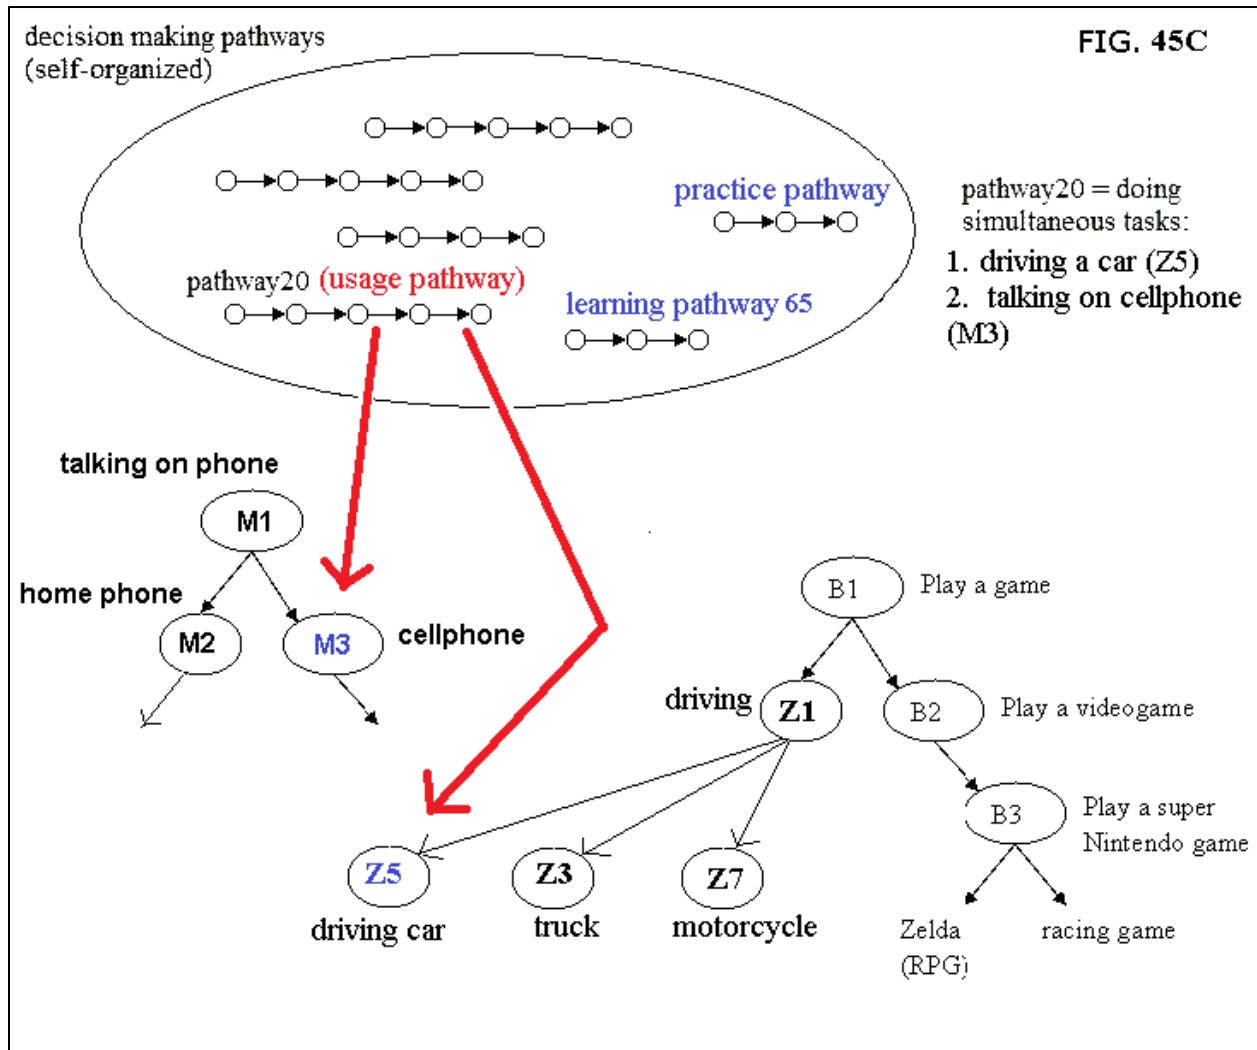 decision making pathways
(self-organized)
FIG. 45C
practice pathway
pathway20 = doing
simultaneous tasks:
1. driving a car (Z5)
2. talking on cellphone
(M3)
pathway20 (usage pathway)
learning pathway 65
talking on phone
M1
home phone
M2
M3
cellphone
B1
Play a game
driving
Z1
B2
Play a videogame
B3
Play a super
Nintendo game
Z5
Z3
Z7
driving car
truck
motorcycle
Zelda
(RPG)
racing game